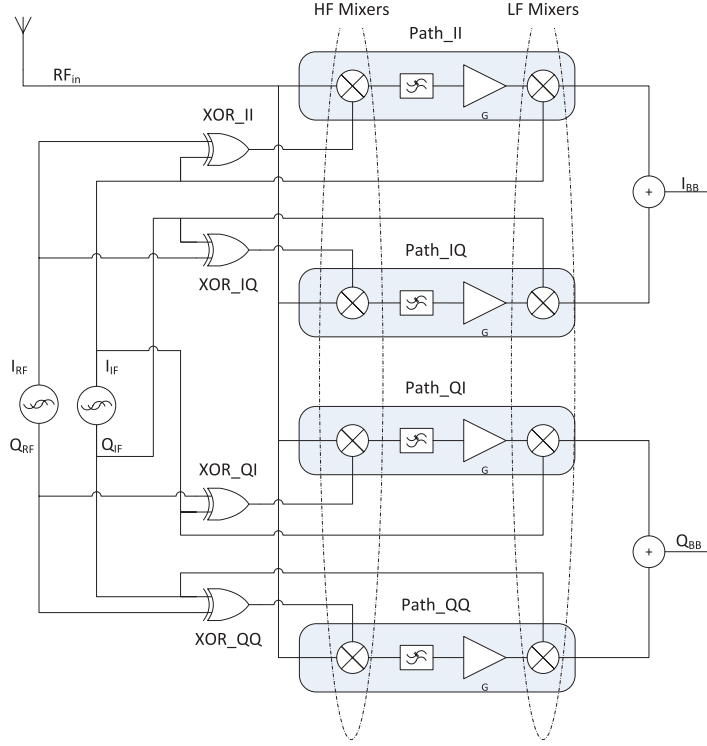 HF Mixers
LF Mixers
Path_II
RFin
XOR_II
G
IBB
+
Path_IQ
XOR_IQ
G
IRF
IIF
Path_QI
QRF
QIF
XOR_QI
G
QBB
+
Path_QQ
XOR_QQ
G